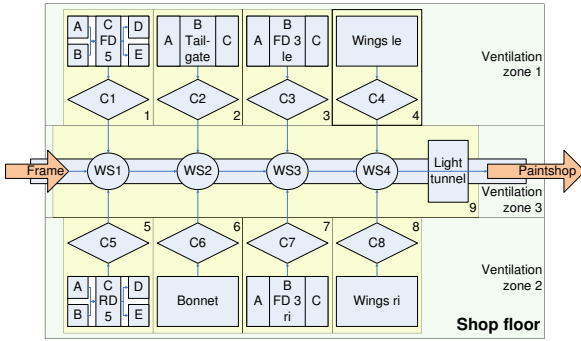 A
B
C
FD
5
D
E
A
B
Tail-
gate
C
A
B
FD 3
le
C
Wings le
Ventilation
zone 1
C1
1
C2
2
C3
3
C4
4
Frame
WS1
WS2
WS3
WS4
Light
tunnel
Paintshop
Ventilation
zone 3
9
C5
5
C6
6
C7
7
C8
8
A
B
C
RD
5
D
E
Bonnet
A
B
FD 3
ri
C
Wings ri
Ventilation
zone 2
Shop floor